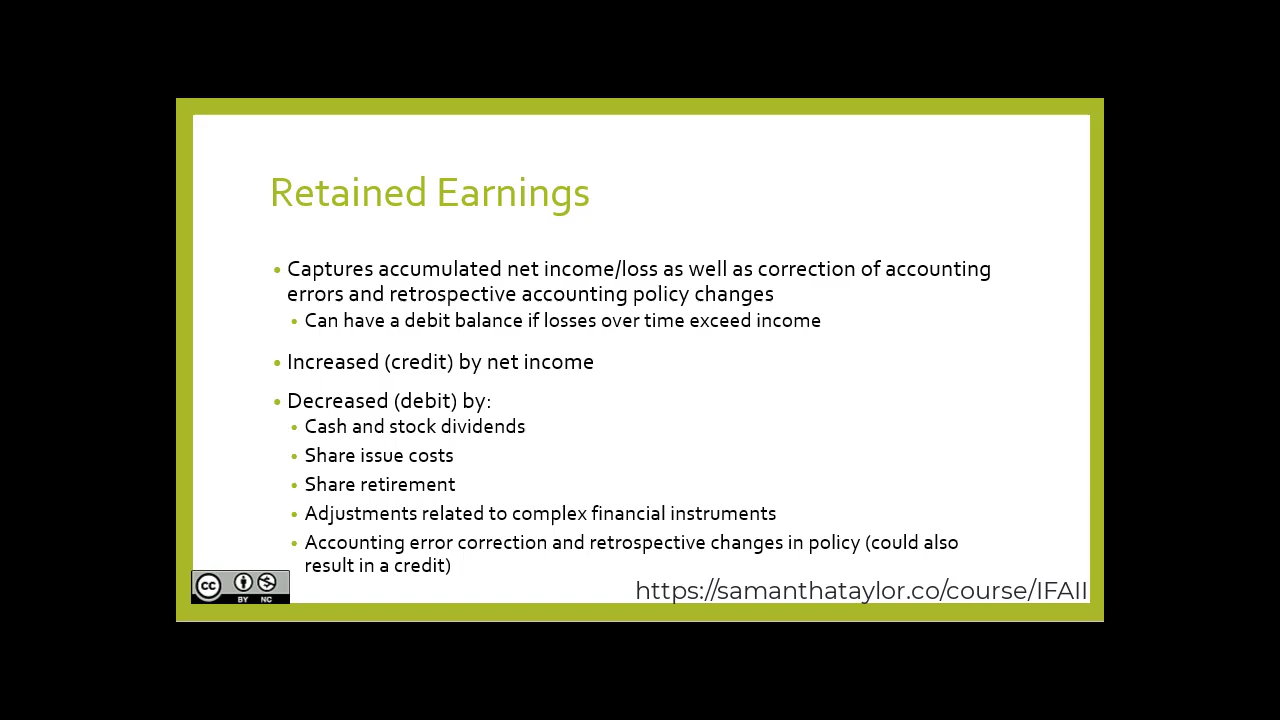 Retained Earnings
• Captures accumulated net income/loss as well as correction of accounting
errors and retrospective accounting policy changes
• Can have a debit balance if losses over time exceed income
• Increased (credit) by net income
• Decreased (debit) by:
• Cash and stock dividends
• Share issue costs
• Share retirement
• Adjustments related to complex financial instruments
• Accounting error correction and retrospective changes in policy (could also
result in a credit)
cc BY NC
https://samanthataylor.co/course/IFAII